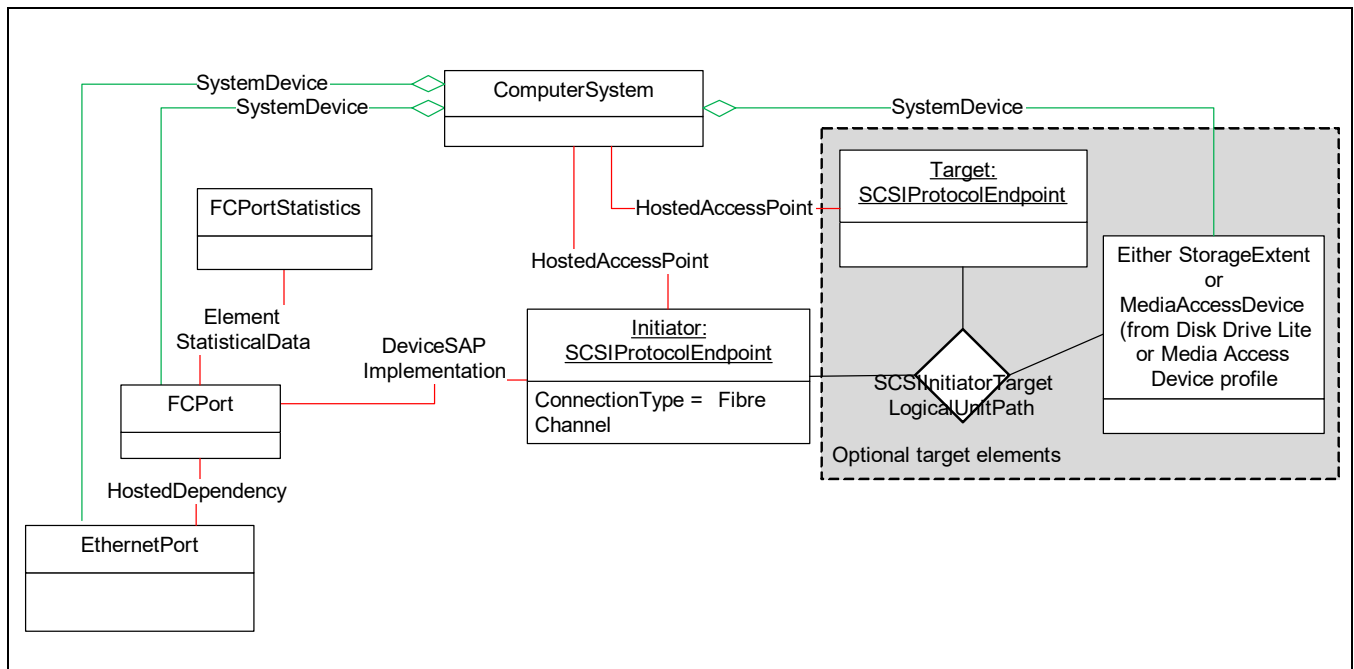 SystemDevice
SystemDevice
ComputerSystem
SystemDevice
FCPortStatistics
HostedAccessPoint
Target:
SCSIProtocolEndpoint
HostedAccessPoint
Either StorageExtent
or
MediaAccessDevice
(from Disk Drive Lite
or Media Access
Device profile
Element
StatisticalData
DeviceSAP
Implementation
Initiator:
SCSIProtocolEndpoint
ConnectionType = Fibre
Channel
SCSIInitiatorTarget
LogicalUnitPath
FCPort
Optional target elements
HostedDependency
EthernetPort